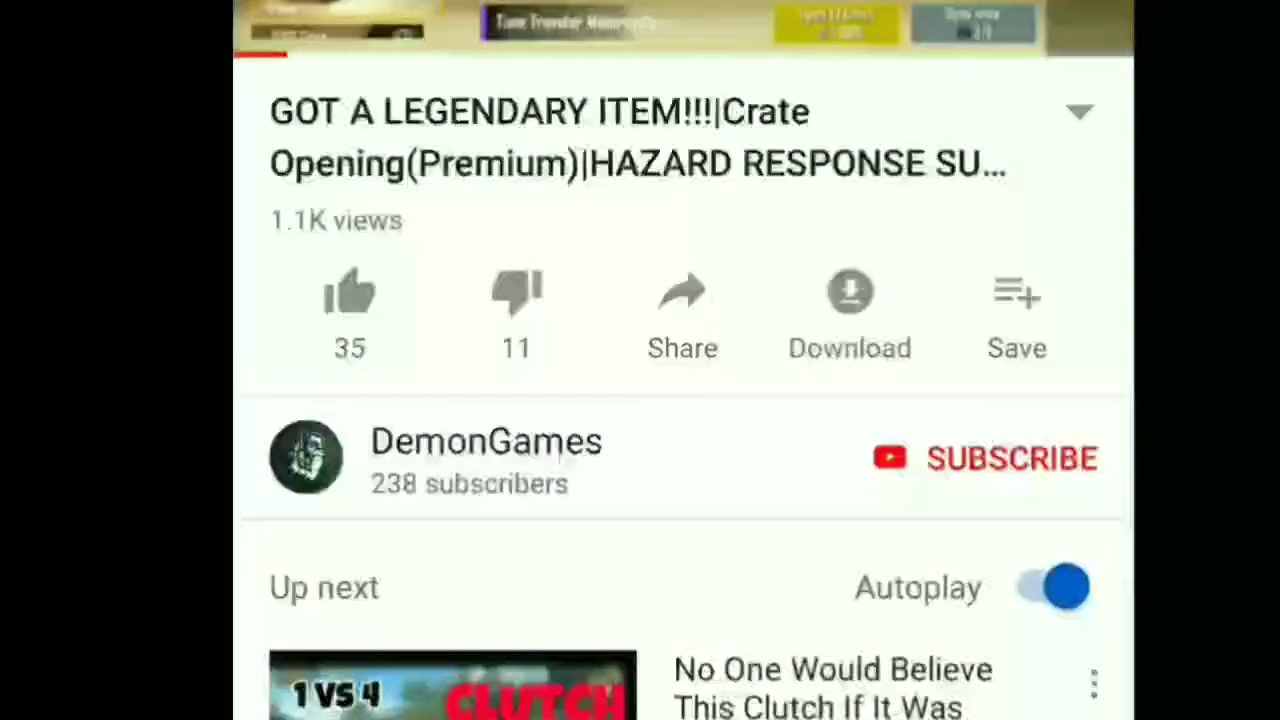 GOT A LEGENDARY ITEM!!!|Crate
Opening(Premium)|HAZARD RESPONSE SU...
1.1K views
35
11
Share
Download
Save
DemonGames
238 subscribers
SUBSCRIBE
Up next
Autoplay
1 VS 4
CLUTCH
No One Would Believe
This Clutch If It Was